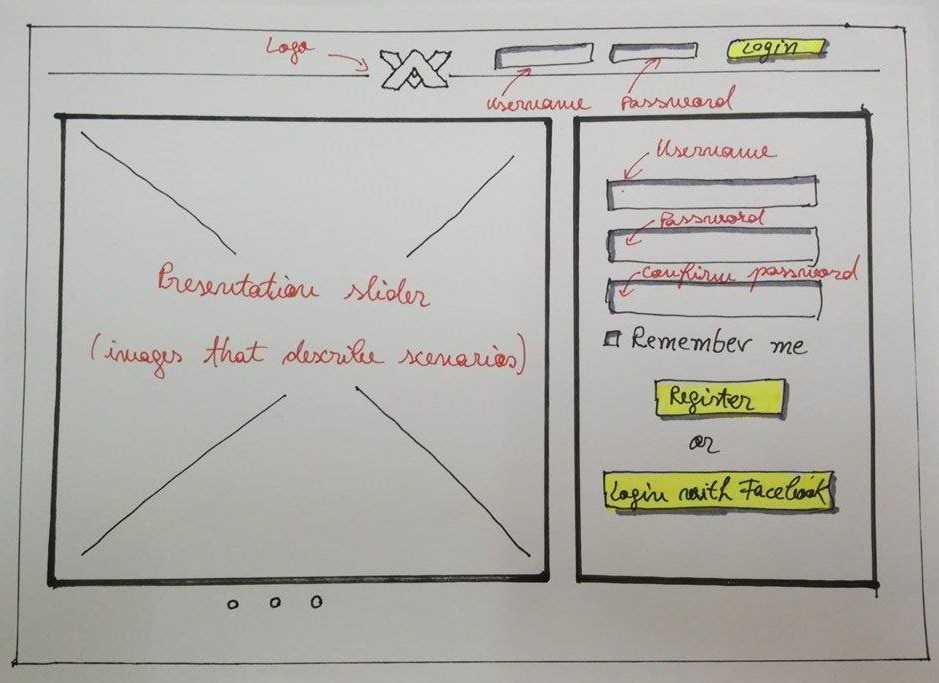 Logo
Login
Username
Password
Username
Password
Confirm password
Remember me
Register
or
Login with Facebook
Presentation slider
(images that describe scenarios)